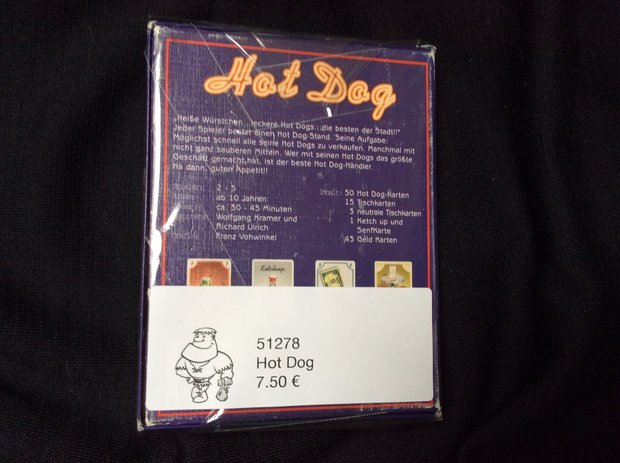 Hot Dog
„Heiße Würstchen...leckere Hot Dogs...die besten der Stadt!"
Jeder Spieler besitzt einen Hot Dog-Stand. Seine Aufgabe:
Möglichst schnell alle seine Hot Dogs zu verkaufen. Manchmal mit
nicht ganz sauberen Mitteln. Wer mit seinen Hot Dogs das größte
Geschäft gemacht hat, ist der beste Hot Dog-Händler.
Na dann, guten Appetit!!
Spieler: 2 - 5
ab 10 Jahren
ca. 30 - 45 Minuten
Wolfgang Kramer und
Richard Ulrich
Franz Vohwinkel
Inhalt: 50 Hot Dog-Karten
15 Tischkarten
3 neutrale Tischkarten
1 Ketch up und
Senfkarte
43 Geld Karten
Ketchup
51278
Hot Dog
7.50 €